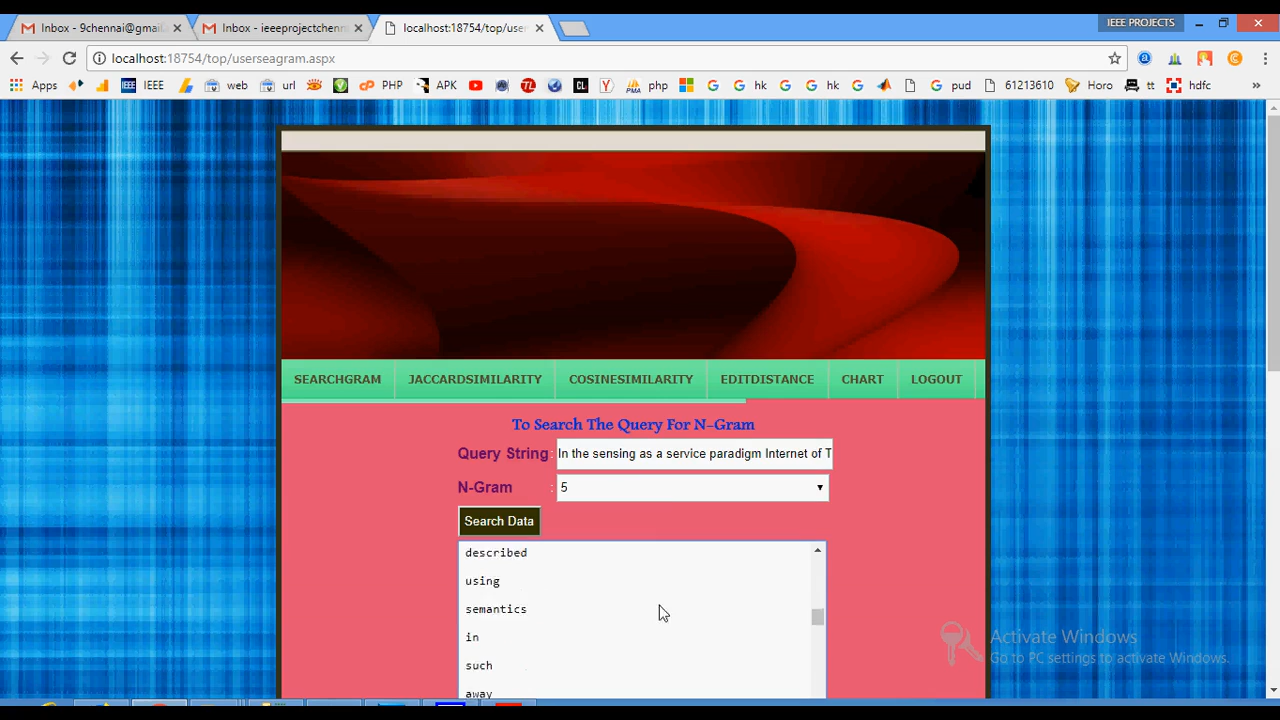 Inbox - 9chennai@gmail
Inbox - ieeeprojectchenn
localhost:18754/top/use
IEEE PROJECTS
localhost:18754/top/userseagram.aspx
Apps IEEE web url PHP APK php hk hk pud 61213610 Horo tt hdfc »
SEARCHGRAM JACCARDSIMILARITY COSINESIMILARITY EDITDISTANCE CHART LOGOUT
To Search The Query For N-Gram
Query String : In the sensing as a service paradigm Internet of T
N-Gram : 5
Search Data
described
using
semantics
in
such
away
Activate Windows
Go to PC settings to activate Windows.